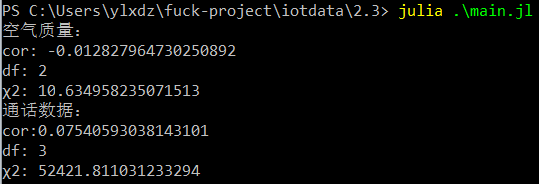 PS C:\Users\ylxdz\fuck-project\iotdata\2.3> julia .\main.jl
空气质量:
cor: -0.012827964730250892
df: 2
χ2: 10.634958235071513
通话数据:
cor:0.07540593038143101
df: 3
χ2: 52421.811031233294